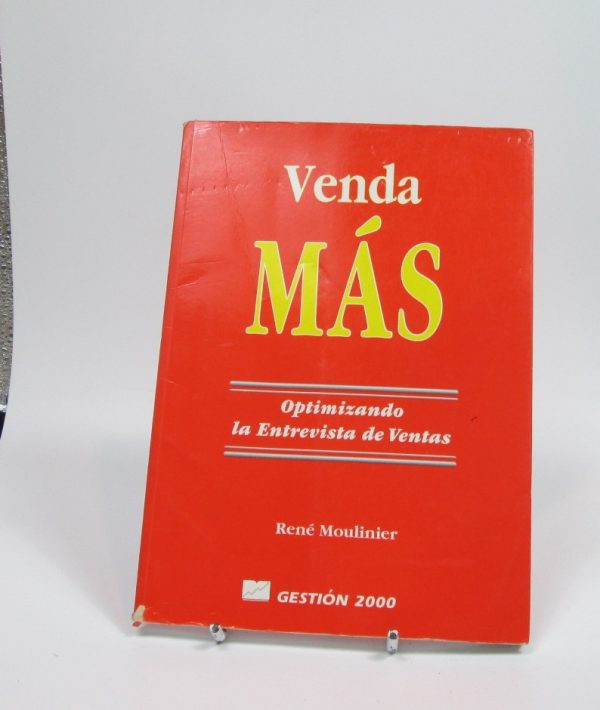 Venda
MÁS
Optimizando
la Entrevista de Ventas
René Moulinier
GESTIÓN 2000